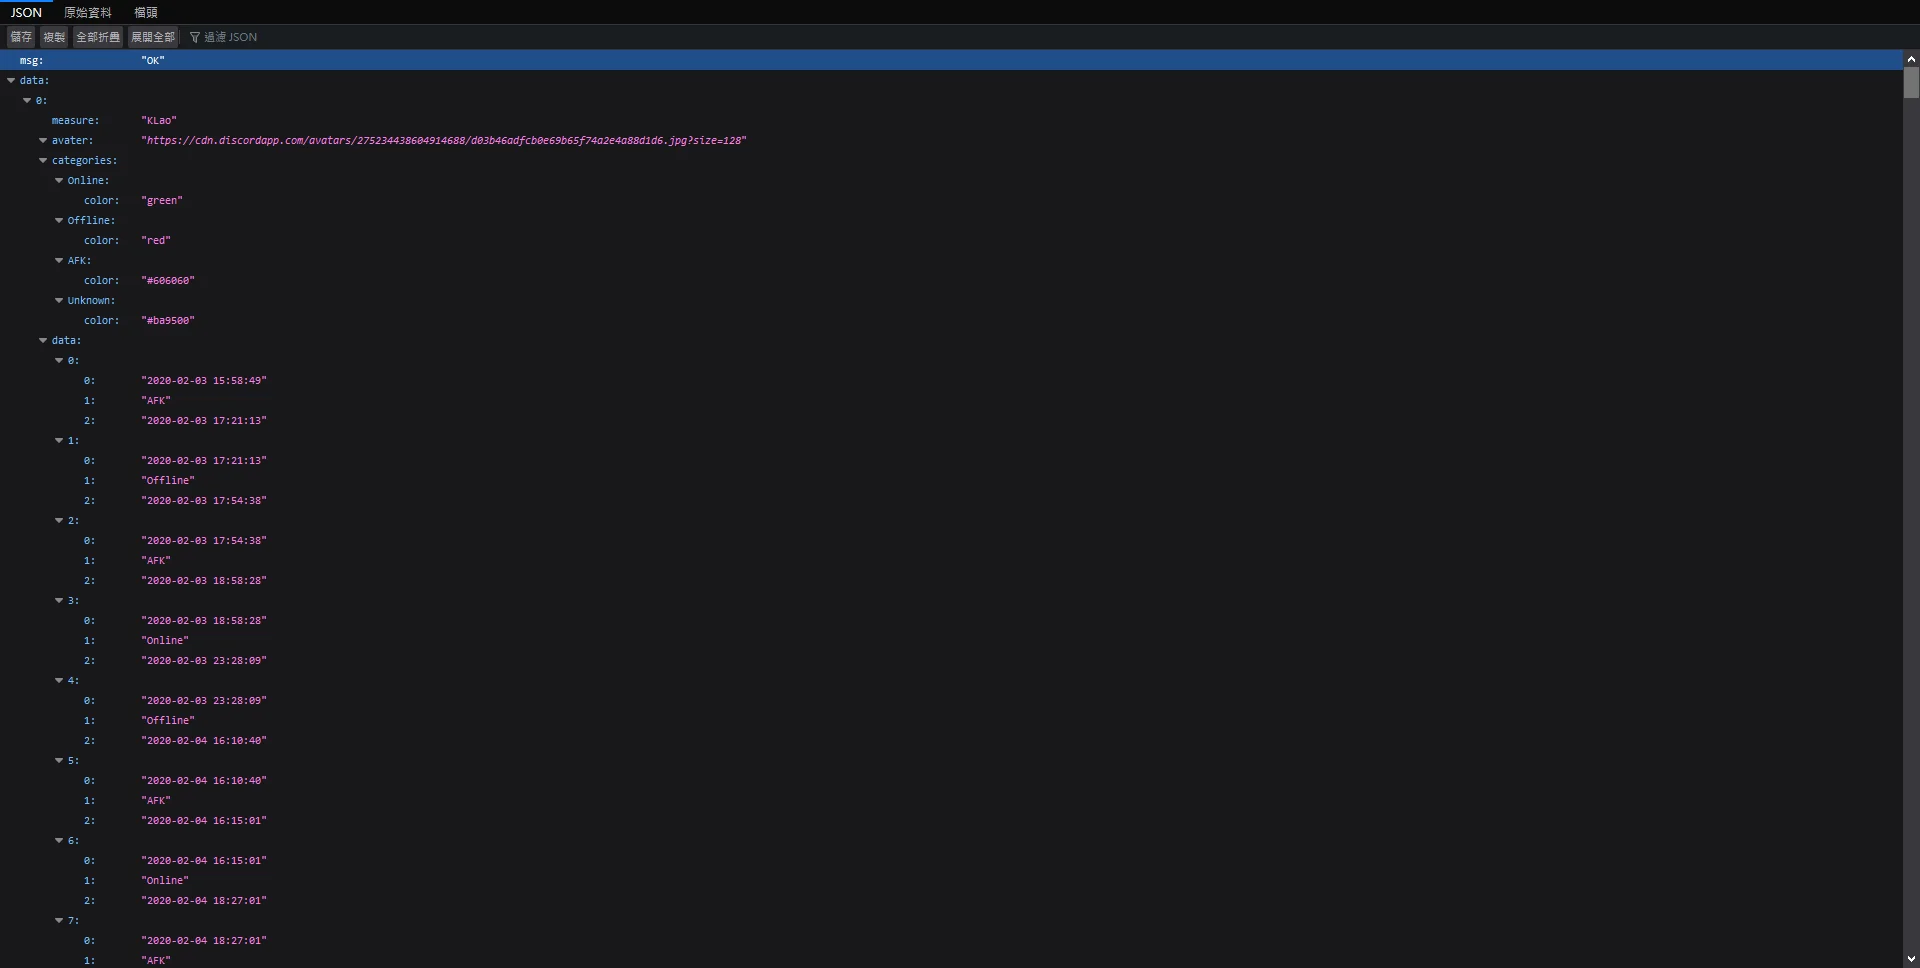 JSON 原始資料 檔頭
儲存 複製 全部折疊 展開全部 過濾 JSON
msg: "OK"
data:
0:
measure: "KLao"
avater: "https://cdn.discordapp.com/avatars/275234438604914688/d03b46adfcb0e69b65f74a2e4a88d1d6.jpg?size=128"
categories:
Online:
color: "green"
Offline:
color: "red"
AFK:
color: "#606060"
Unknown:
color: "#ba9500"
data:
0:
0: "2020-02-03 15:58:49"
1: "AFK"
2: "2020-02-03 17:21:13"
1:
0: "2020-02-03 17:21:13"
1: "Offline"
2: "2020-02-03 17:54:38"
2:
0: "2020-02-03 17:54:38"
1: "AFK"
2: "2020-02-03 18:58:28"
3:
0: "2020-02-03 18:58:28"
1: "Online"
2: "2020-02-03 23:28:09"
4:
0: "2020-02-03 23:28:09"
1: "Offline"
2: "2020-02-04 16:10:40"
5:
0: "2020-02-04 16:10:40"
1: "AFK"
2: "2020-02-04 16:15:01"
6:
0: "2020-02-04 16:15:01"
1: "Online"
2: "2020-02-04 18:27:01"
7:
0: "2020-02-04 18:27:01"
1: "AFK"